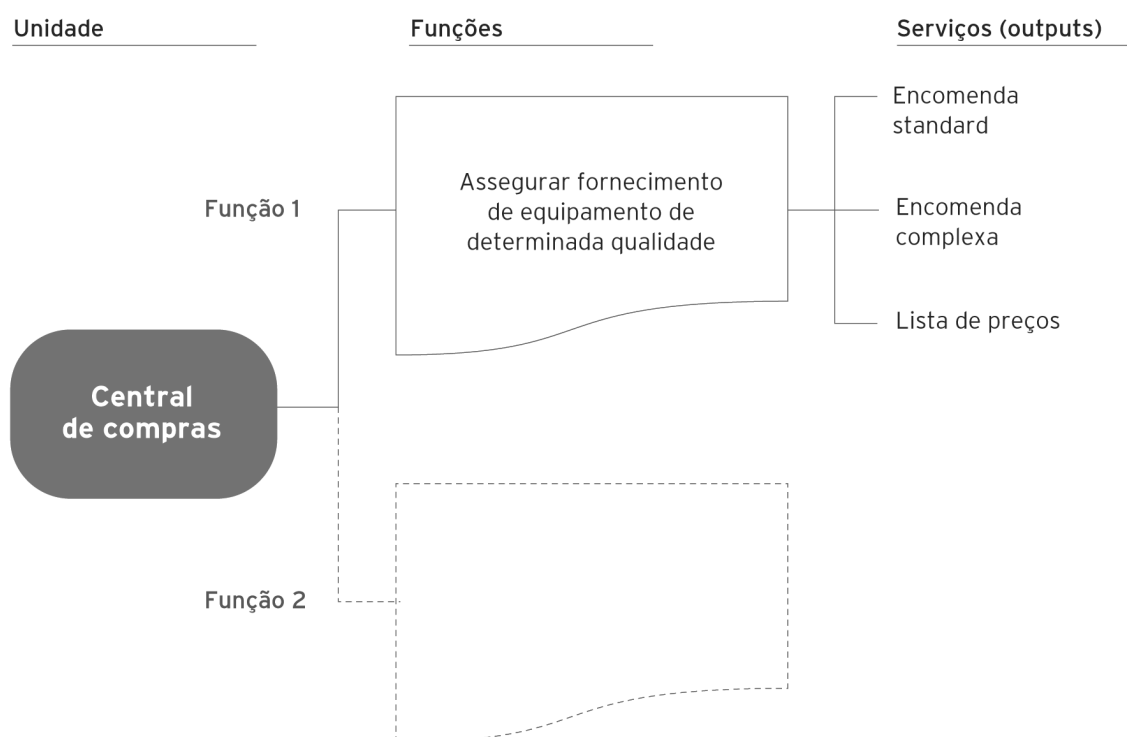 Unidade
Funções
Serviços (outputs)
Encomenda
standard
Assegurar fornecimento
de equipamento de
determinada qualidade
Função 1
Encomenda
complexa
Lista de preços
Central
de compras
Função 2